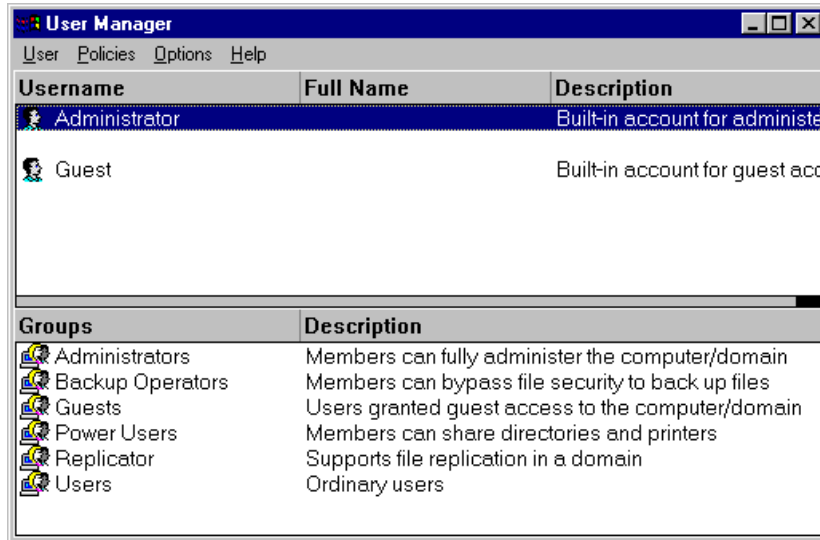 User Manager
User Policies Options Help
Username Full Name Description
Administrator Built-in account for administe
Guest Built-in account for guest acc
Groups Description
Administrators Members can fully administer the computer/domain
Backup Operators Members can bypass file security to back up files
Guests Users granted guest access to the computer/domain
Power Users Members can share directories and printers
Replicator Supports file replication in a domain
Users Ordinary users